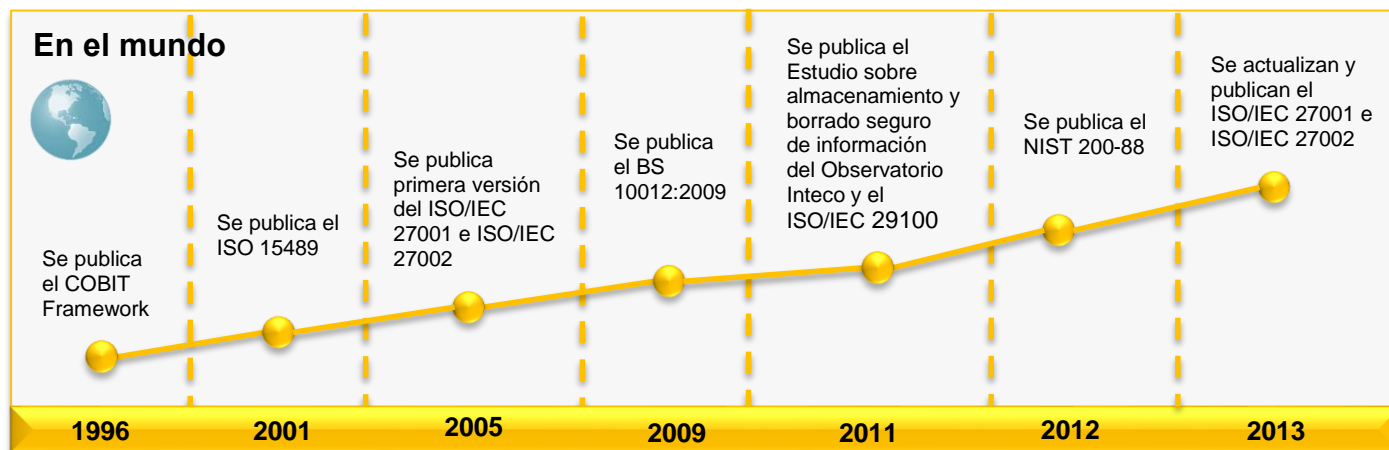 En el mundo
Se publica
el COBIT
Framework
Se publica el
ISO 15489
Se publica
primera versión
del ISO/IEC
27001 e ISO/IEC
27002
Se publica
el BS
10012:2009
Se publica el
Estudio sobre
almacenamiento y
borrado seguro
de información
del Observatorio
Inteco y el
ISO/IEC 29100
Se publica el
NIST 200-88
Se actualizan y
publican el
ISO/IEC 27001 e
ISO/IEC 27002
1996
2001
2005
2009
2011
2012
2013